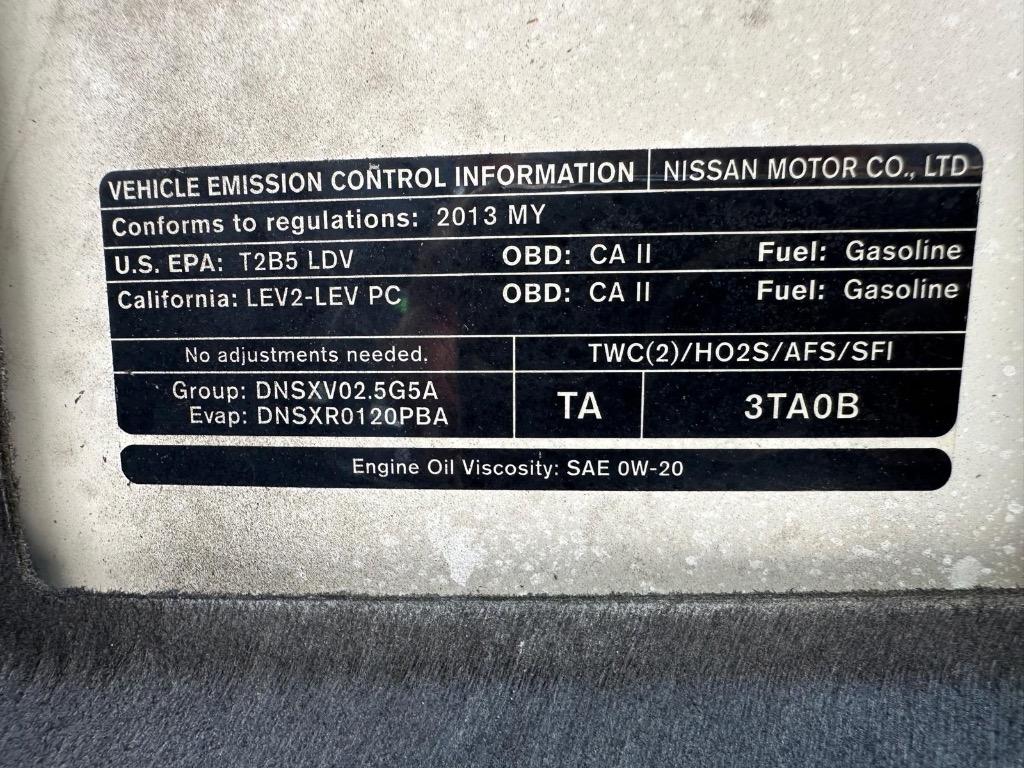 VEHICLE EMISSION CONTROL INFORMATION NISSAN MOTOR CO., LTD
Conforms to regulations: 2013 MY
U.S. EPA: T2B5 LDV OBD: CA II Fuel: Gasoline
California: LEV2-LEV PC OBD: CA II Fuel: Gasoline
No adjustments needed. TWC(2)/HO2S/AFS/SFI
Group: DNSXV02.5G5A
Evap: DNSXR0120PBA
TA 3TA0B
Engine Oil Viscosity: SAE 0W-20